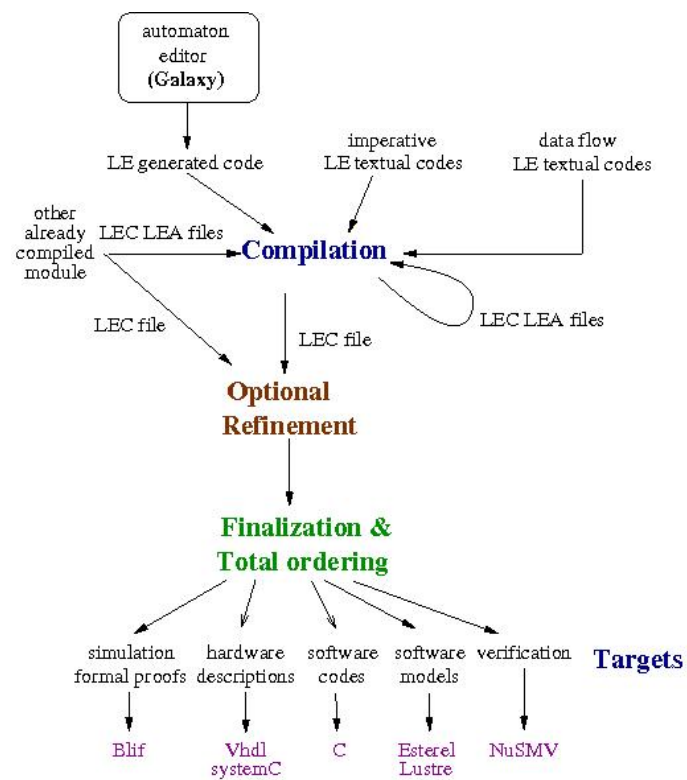 automaton
editor
(Galaxy)
LE generated code
imperative
LE textual codes
data flow
LE textual codes
other
already
compiled
module
LEC LEA files
Compilation
LEC LEA files
LEC file
LEC file
Optional
Refinement
Finalization &
Total ordering
simulation
formal proofs
hardware
descriptions
software
codes
software
models
verification
Targets
Blif
Vhdl
systemC
C
Esterel
Lustre
NuSMV